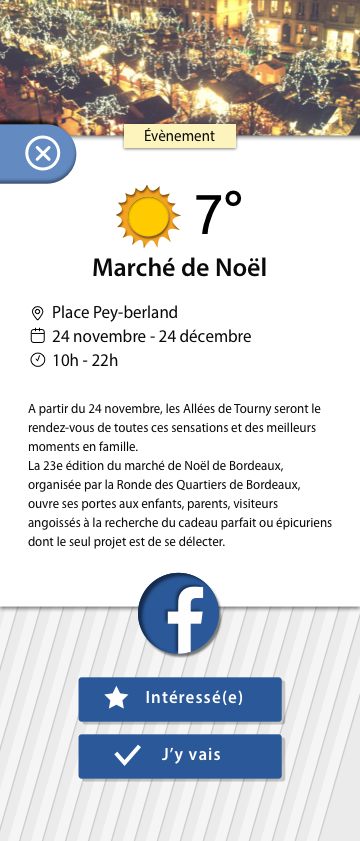 Évènement
7°
Marché de Noël
Place Pey-berland
24 novembre - 24 décembre
10h - 22h
A partir du 24 novembre, les Allées de Tourny seront le
rendez-vous de toutes ces sensations et des meilleurs
moments en famille.
La 23e édition du marché de Noël de Bordeaux,
organisée par la Ronde des Quartiers de Bordeaux,
ouvre ses portes aux enfants, parents, visiteurs
angoissés à la recherche du cadeau parfait ou épicuriens
dont le seul projet est de se délecter.
f
Intéressé(e)
J'y vais